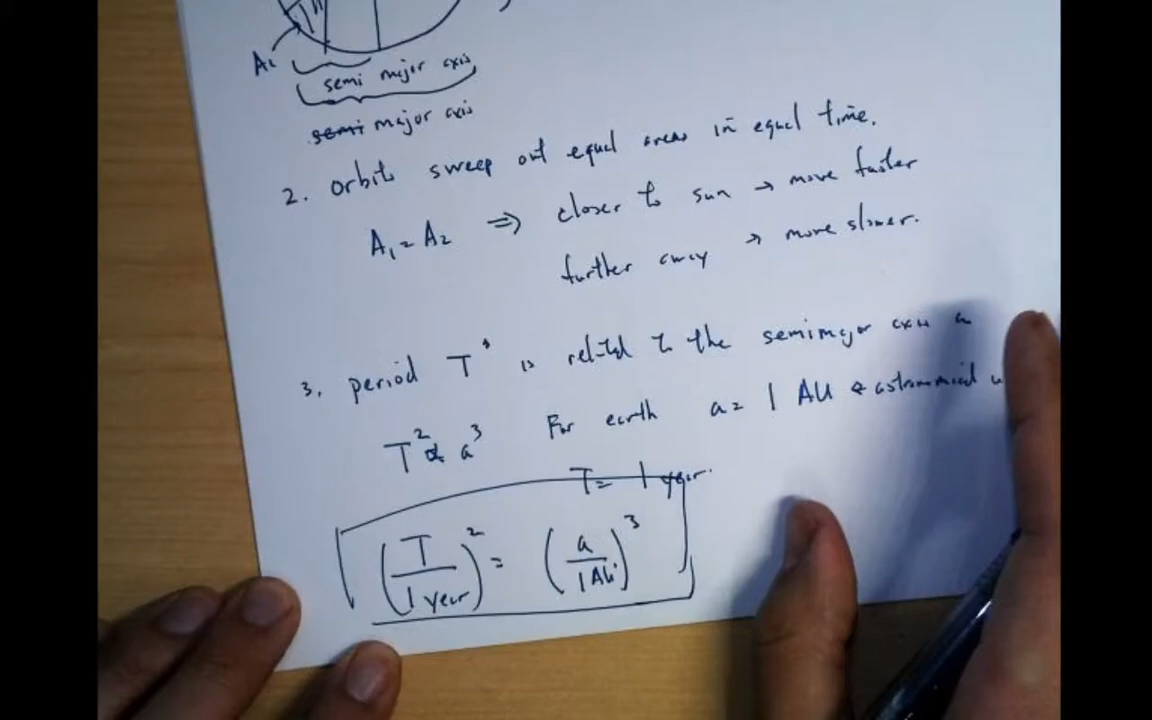 A₁
semi major axis
semi major axis
2. Orbits sweep out equal areas in equal time.
A₁ = A₂ ⇒ closer to sun → move faster
further away → move slower.
3. period T is related to the semimajor axis a
T² ∝ a³ For earth a = 1 AU ← astronomical u
T = 1 year.
(T / 1 year)² = (a / 1 AU)³